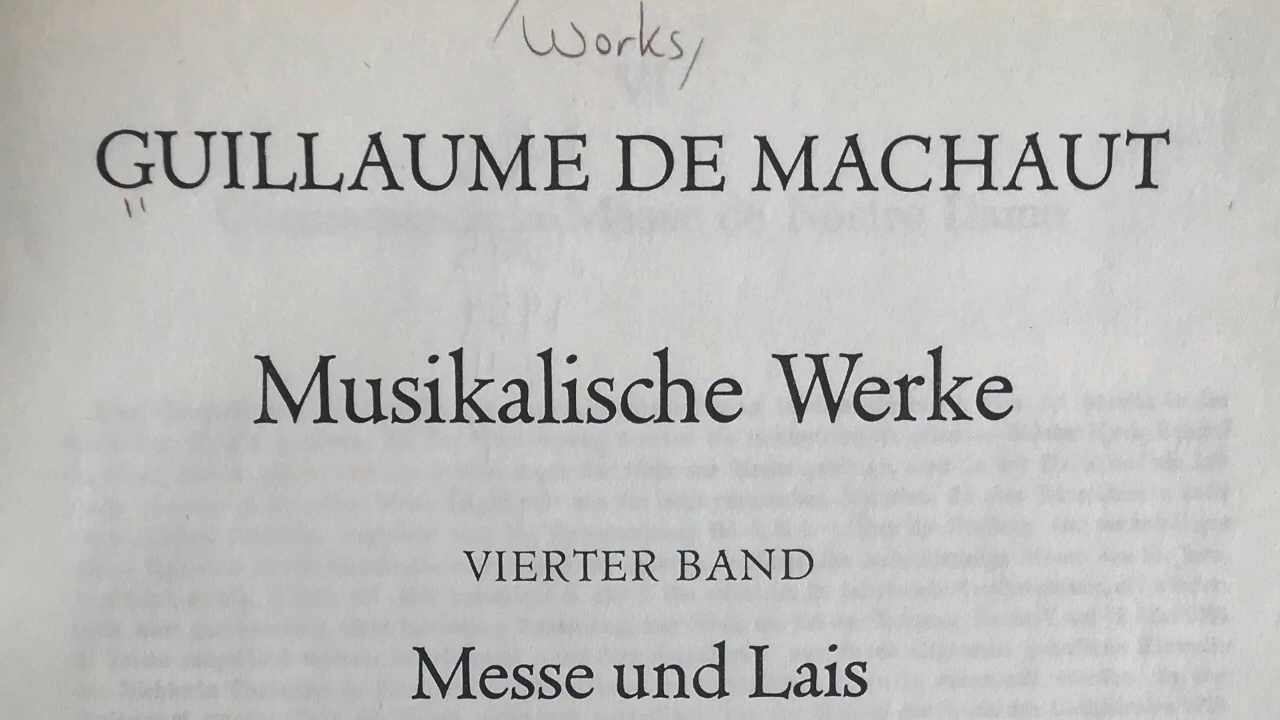 /Works/
GUILLAUME DE MACHAUT
Musikalische Werke
VIERTER BAND
Messe und Lais